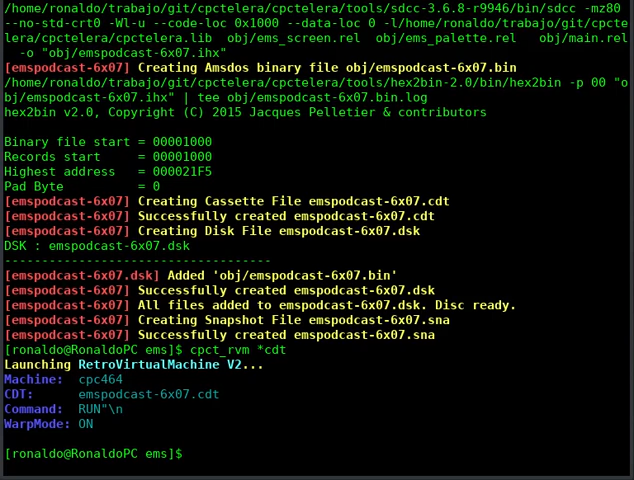 /home/ronaldo/trabajo/git/cpctelera/cpctelera/tools/sdcc-3.6.8-r9946/bin/sdcc -mz80
--no-std-crt0 -Wl-u --code-loc 0x1000 --data-loc 0 -l/home/ronaldo/trabajo/git/cpcte
lera/cpctelera/cpctelera.lib  obj/ems_screen.rel  obj/ems_palette.rel   obj/main.rel
  -o "obj/emspodcast-6x07.ihx"
[emspodcast-6x07] Creating Amsdos binary file obj/emspodcast-6x07.bin
/home/ronaldo/trabajo/git/cpctelera/cpctelera/tools/hex2bin-2.0/bin/hex2bin -p 00 "o
bj/emspodcast-6x07.ihx" | tee obj/emspodcast-6x07.bin.log
hex2bin v2.0, Copyright (C) 2015 Jacques Pelletier & contributors
Binary file start = 00001000
Records start     = 00001000
Highest address   = 000021F5
Pad Byte          = 0
[emspodcast-6x07] Creating Cassette File emspodcast-6x07.cdt
[emspodcast-6x07] Successfully created emspodcast-6x07.cdt
[emspodcast-6x07] Creating Disk File emspodcast-6x07.dsk
DSK : emspodcast-6x07.dsk
------------------------------------
[emspodcast-6x07.dsk] Added 'obj/emspodcast-6x07.bin'
[emspodcast-6x07] Successfully created emspodcast-6x07.dsk
[emspodcast-6x07] All files added to emspodcast-6x07.dsk. Disc ready.
[emspodcast-6x07] Creating Snapshot File emspodcast-6x07.sna
[emspodcast-6x07] Successfully created emspodcast-6x07.sna
[ronaldo@RonaldoPC ems]$ cpct_rvm *cdt
Launching RetroVirtualMachine V2...
Machine:  cpc464
CDT:      emspodcast-6x07.cdt
Command:  RUN"\n
WarpMode: ON
[ronaldo@RonaldoPC ems]$